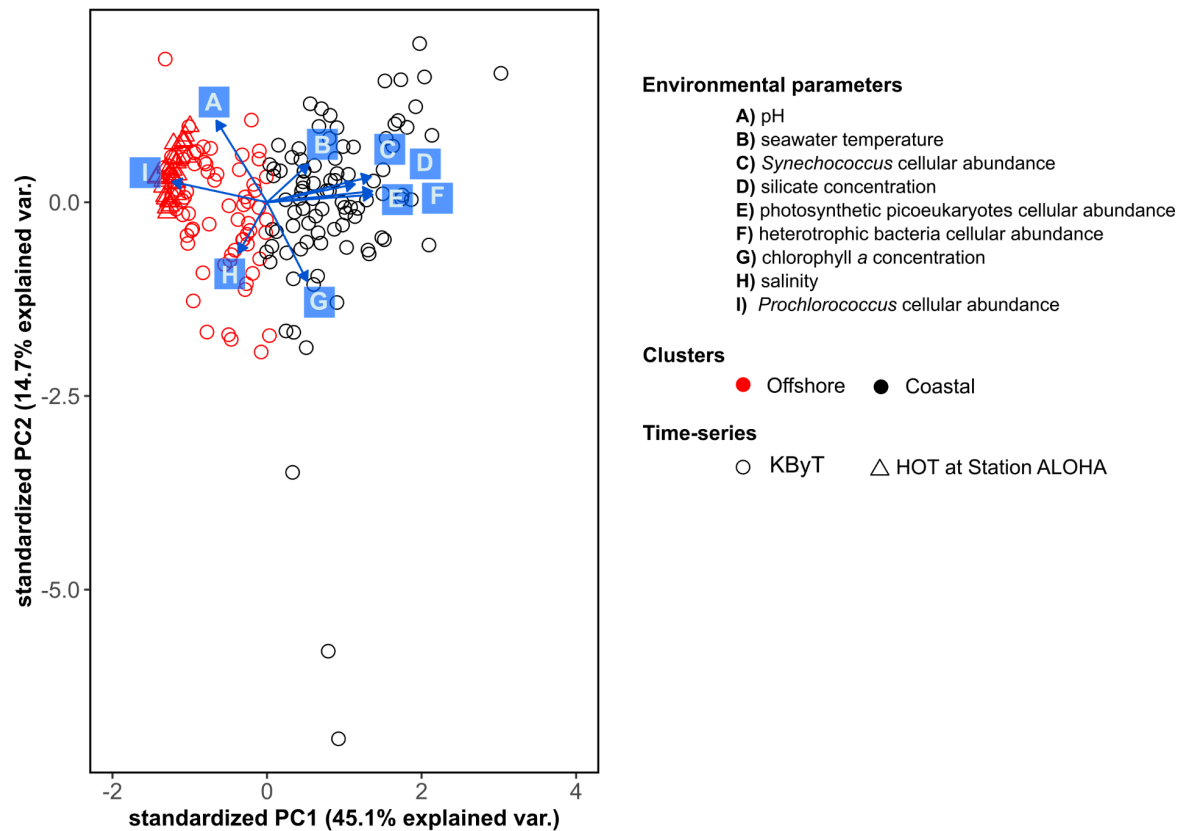 A
B
C
I
D
E
F
H
G
0.0
-2.5
-5.0
standardized PC2 (14.7% explained var.)
-2
0
2
4
standardized PC1 (45.1% explained var.)
Environmental parameters
A) pH
B) seawater temperature
C) Synechococcus cellular abundance
D) silicate concentration
E) photosynthetic picoeukaryotes cellular abundance
F) heterotrophic bacteria cellular abundance
G) chlorophyll a concentration
H) salinity
I) Prochlorococcus cellular abundance
Clusters
Offshore
Coastal
Time-series
KByT
HOT at Station ALOHA